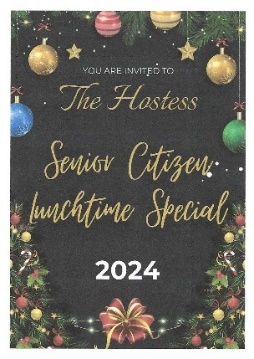 YOU ARE INVITED TO
The Hostess
Senior Citizen
Lunchtime Special
2024